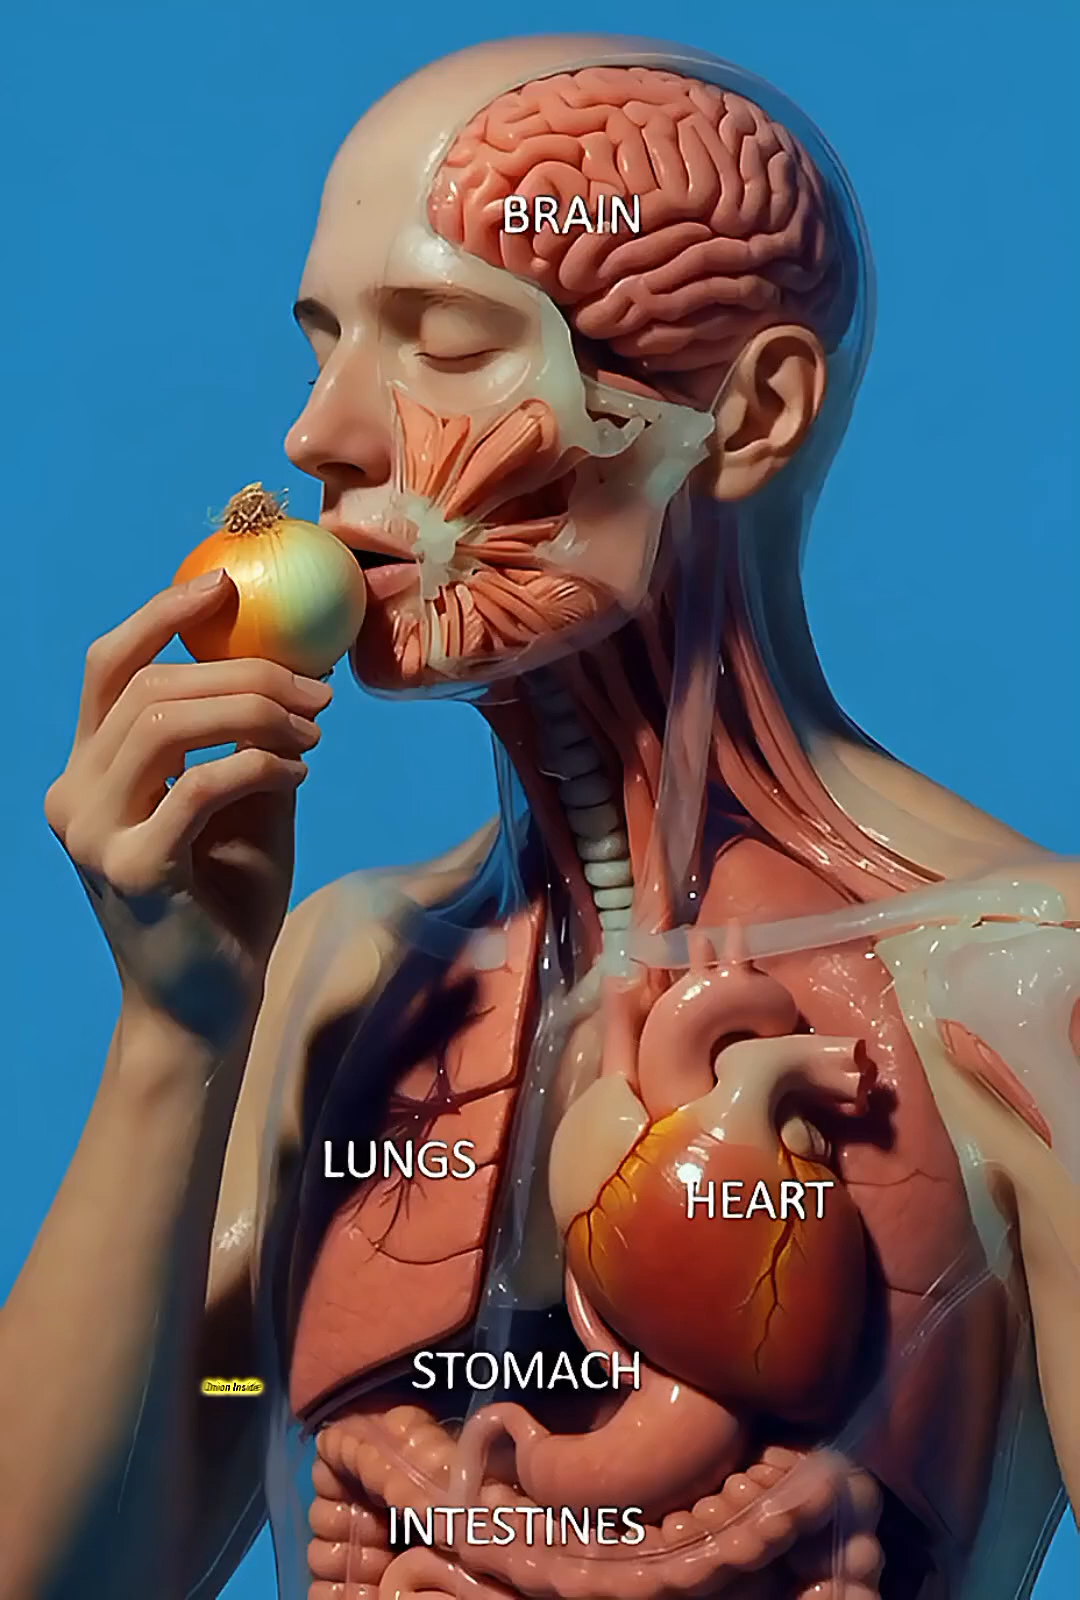 BRAIN
LUNGS
HEART
STOMACH
Onion Inside
INTESTINES